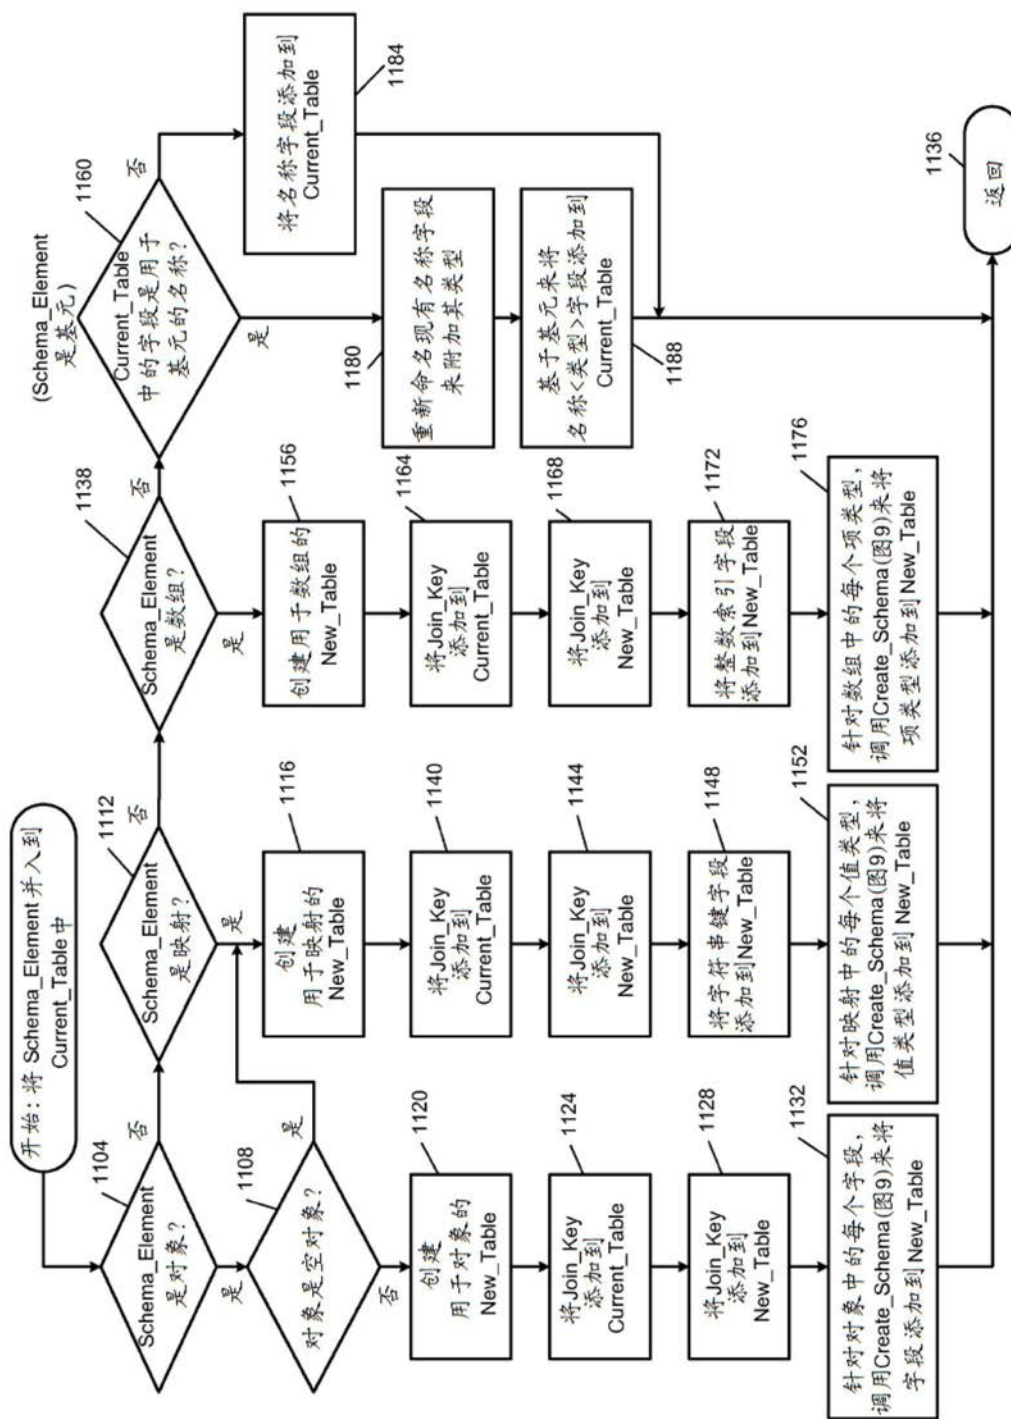 开始：将 Schema_Element 并入到
Current_Table 中
1104
Schema_Element
是对象？
否
是
1108
对象是空对象？
是
否
1120
创建
用于对象的
New_Table
1124
将Join_Key
添加到
Current_Table
1128
将Join_Key
添加到
New_Table
1132
针对对象中的每个字段，
调用Create_Schema(图9)来将
字段添加到New_Table
1112
Schema_Element
是映射？
否
是
1116
创建
用于映射的
New_Table
1140
将Join_Key
添加到
Current_Table
1144
将Join_Key
添加到
New_Table
1148
将字符串键字段
添加到New_Table
1152
针对映射中的每个值类型，
调用Create_Schema(图9)来将
值类型添加到 New_Table
1138
Schema_Element
是数组？
否
是
1156
创建用于数组的
New_Table
1164
将Join_Key
添加到
Current_Table
1168
将Join_Key
添加到
New_Table
1172
将整数索引字段
添加到New_Table
1176
针对数组中的每个项类型，
调用Create_Schema(图9)来将
项类型添加到 New_Table
(Schema_Element
是基元)
1160
Current_Table
中的字段是用于
基元的名称？
否
是
1180
重新命名现有名称字段
来附加其类型
1188
基于基元来将
名称<类型>字段添加到
Current_Table
1184
将名称字段添加到
Current_Table
1136
返回